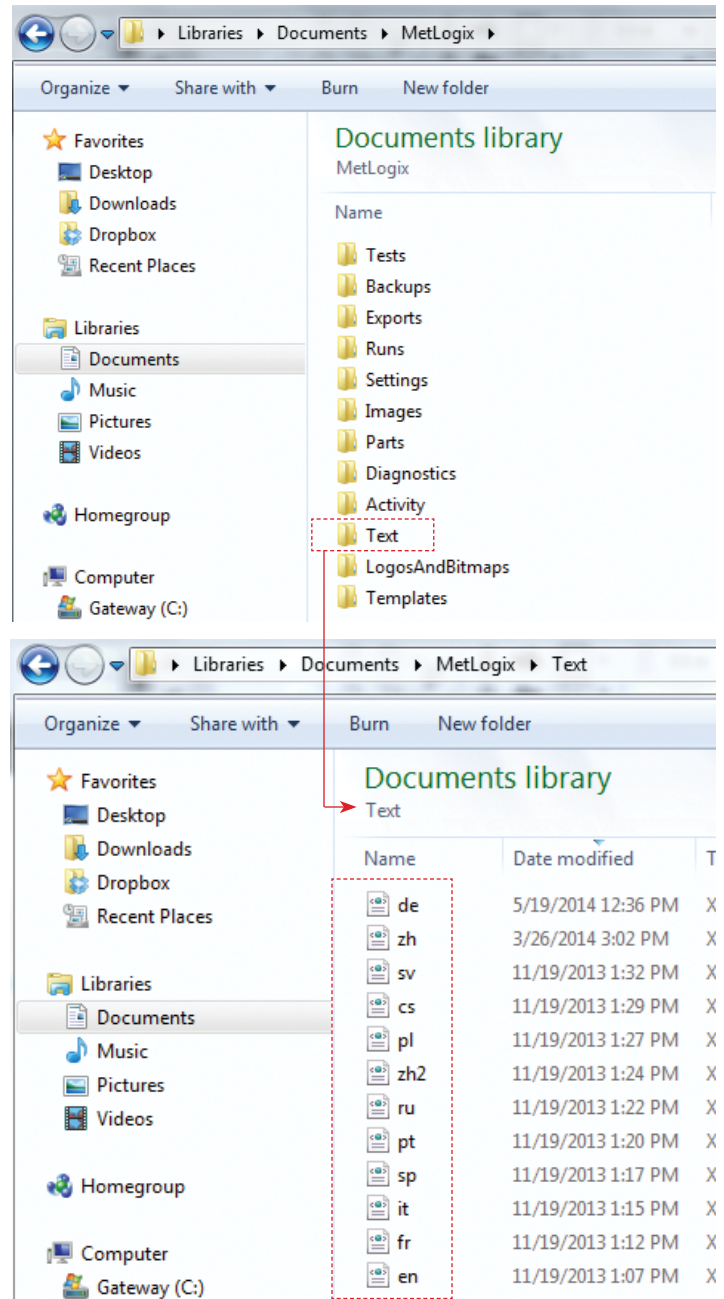 Libraries Documents MetLogix
Organize Share with Burn New folder
Favorites
Desktop
Downloads
Dropbox
Recent Places
Libraries
Documents
Music
Pictures
Videos
Homegroup
Computer
Gateway (C:)
Documents library
MetLogix
Name
Tests
Backups
Exports
Runs
Settings
Images
Parts
Diagnostics
Activity
Text
LogosAndBitmaps
Templates
Libraries Documents MetLogix Text
Organize Share with Burn New folder
Favorites
Desktop
Downloads
Dropbox
Recent Places
Libraries
Documents
Music
Pictures
Videos
Homegroup
Computer
Gateway (C:)
Documents library
Text
Name Date modified T
de 5/19/2014 12:36 PM X
zh 3/26/2014 3:02 PM X
sv 11/19/2013 1:32 PM X
cs 11/19/2013 1:29 PM X
pl 11/19/2013 1:27 PM X
zh2 11/19/2013 1:24 PM X
ru 11/19/2013 1:22 PM X
pt 11/19/2013 1:20 PM X
sp 11/19/2013 1:17 PM X
it 11/19/2013 1:15 PM X
fr 11/19/2013 1:12 PM X
en 11/19/2013 1:07 PM X